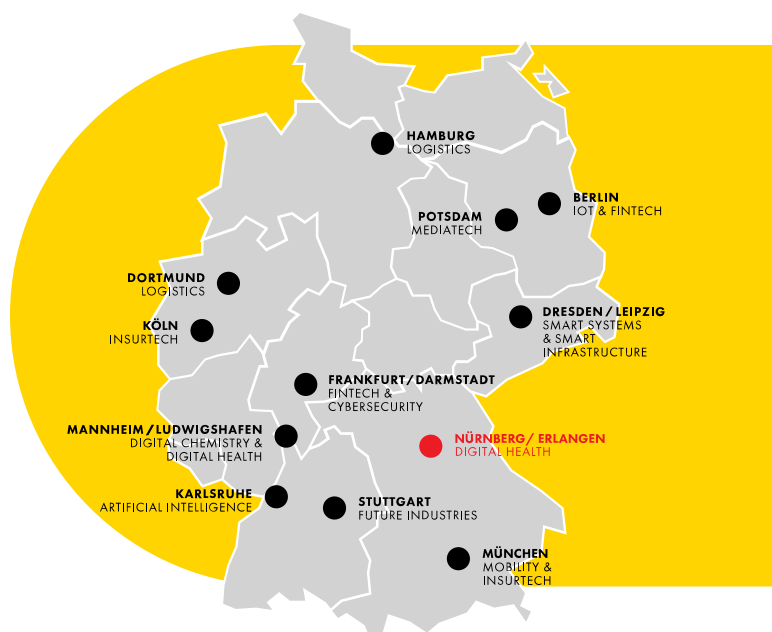 HAMBURG
LOGISTICS
BERLIN
IOT & FINTECH
POTSDAM
MEDIATECH
DORTMUND
LOGISTICS
KÖLN
INSURTECH
DRESDEN/LEIPZIG
SMART SYSTEMS
& SMART
INFRASTRUCTURE
FRANKFURT/DARMSTADT
FINTECH &
CYBERSECURITY
MANNHEIM/LUDWIGSHAFEN
DIGITAL CHEMISTRY &
DIGITAL HEALTH
NÜRNBERG/ ERLANGEN
DIGITAL HEALTH
KARLSRUHE
ARTIFICIAL INTELLIGENCE
STUTTGART
FUTURE INDUSTRIES
MÜNCHEN
MOBILITY &
INSURTECH